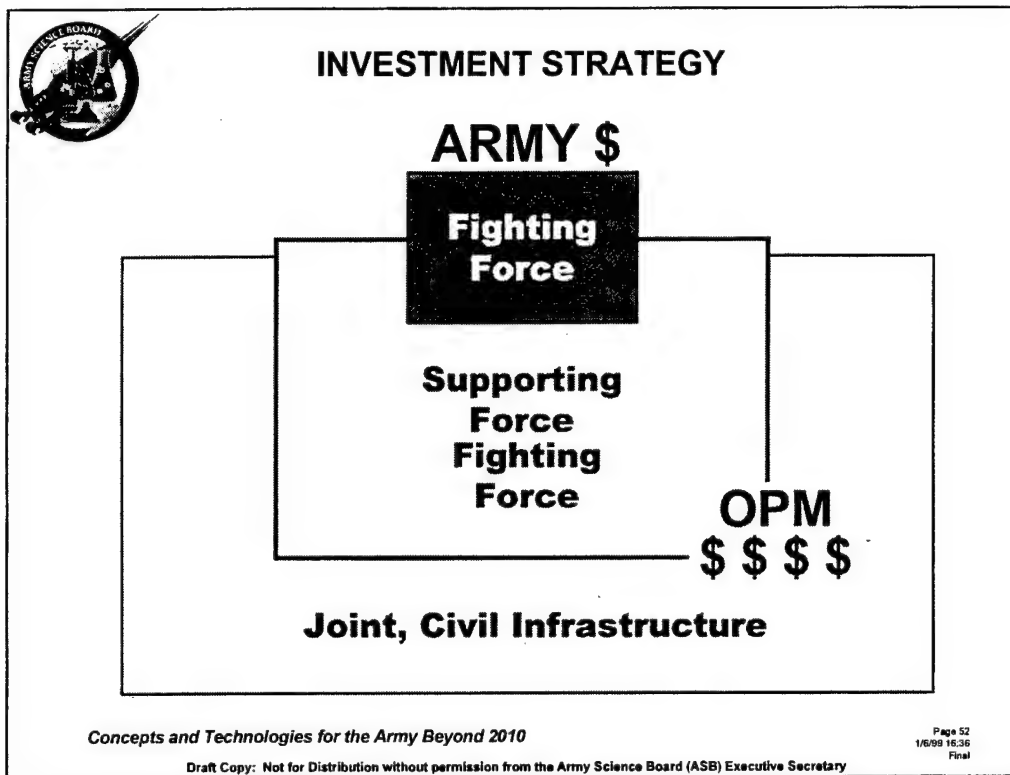 ARMY SCIENCE BOARD
INVESTMENT STRATEGY
ARMY $
Fighting
Force
Supporting
Force
Fighting
Force
OPM
$ $ $ $
Joint, Civil Infrastructure
Concepts and Technologies for the Army Beyond 2010
Page 52
1/6/99 16:36
Final
Draft Copy: Not for Distribution without permission from the Army Science Board (ASB) Executive Secretary